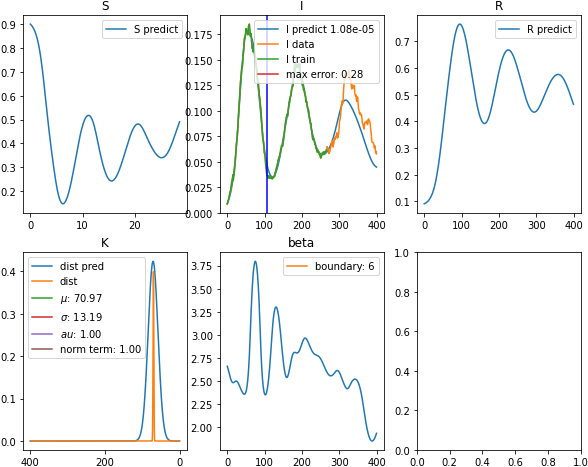 S
I
R
S predict
I predict 1.08e-05
I data
I train
max error: 0.28
R predict
0.9
0.8
0.7
0.6
0.5
0.4
0.3
0.2
0 10 20
0.175
0.150
0.125
0.100
0.075
0.050
0.025
0.000
0 100 200 300 400
0.7
0.6
0.5
0.4
0.3
0.2
0.1
0 100 200 300 400
K
beta
dist pred
dist
μ: 70.97
σ: 13.19
au: 1.00
norm term: 1.00
boundary: 6
0.4
0.3
0.2
0.1
0.0
400 200 0
3.75
3.50
3.25
3.00
2.75
2.50
2.25
2.00
0 100 200 300 400
1.0
0.8
0.6
0.4
0.2
0.0
0.0 0.2 0.4 0.6 0.8 1.0